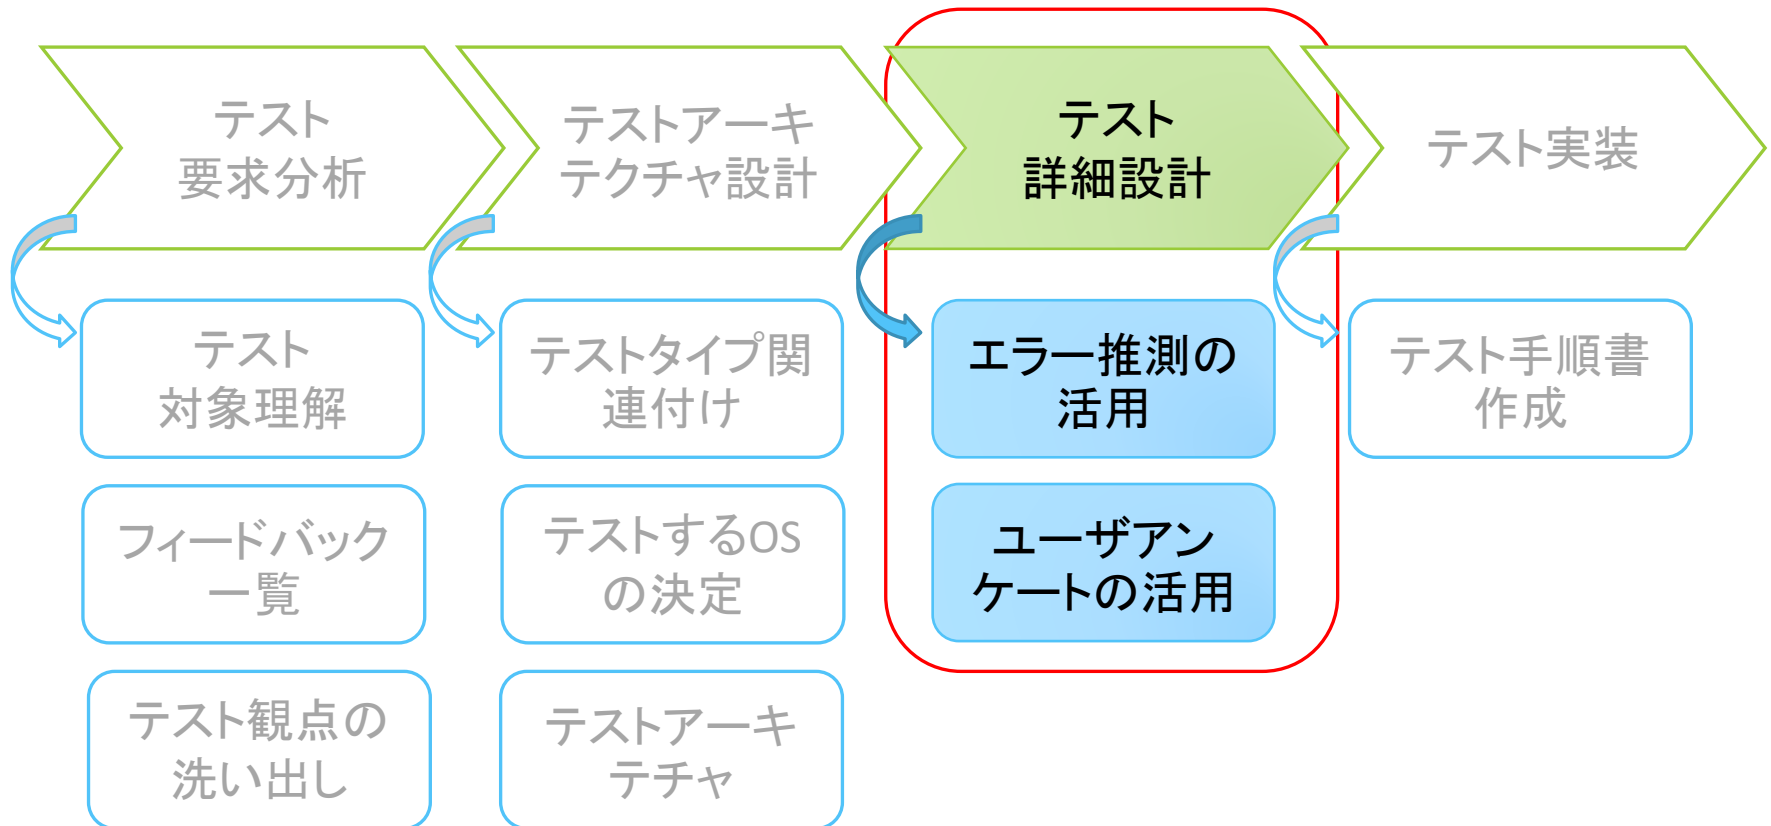 テスト
要求分析
テストアーキ
テクチャ設計
テスト
詳細設計
テスト実装
テスト
対象理解
フィードバック
一覧
テスト観点の
洗い出し
テストタイプ関
連付け
テストするOS
の決定
テストアーキ
テチャ
エラー推測の
活用
ユーザアン
ケートの活用
テスト手順書
作成